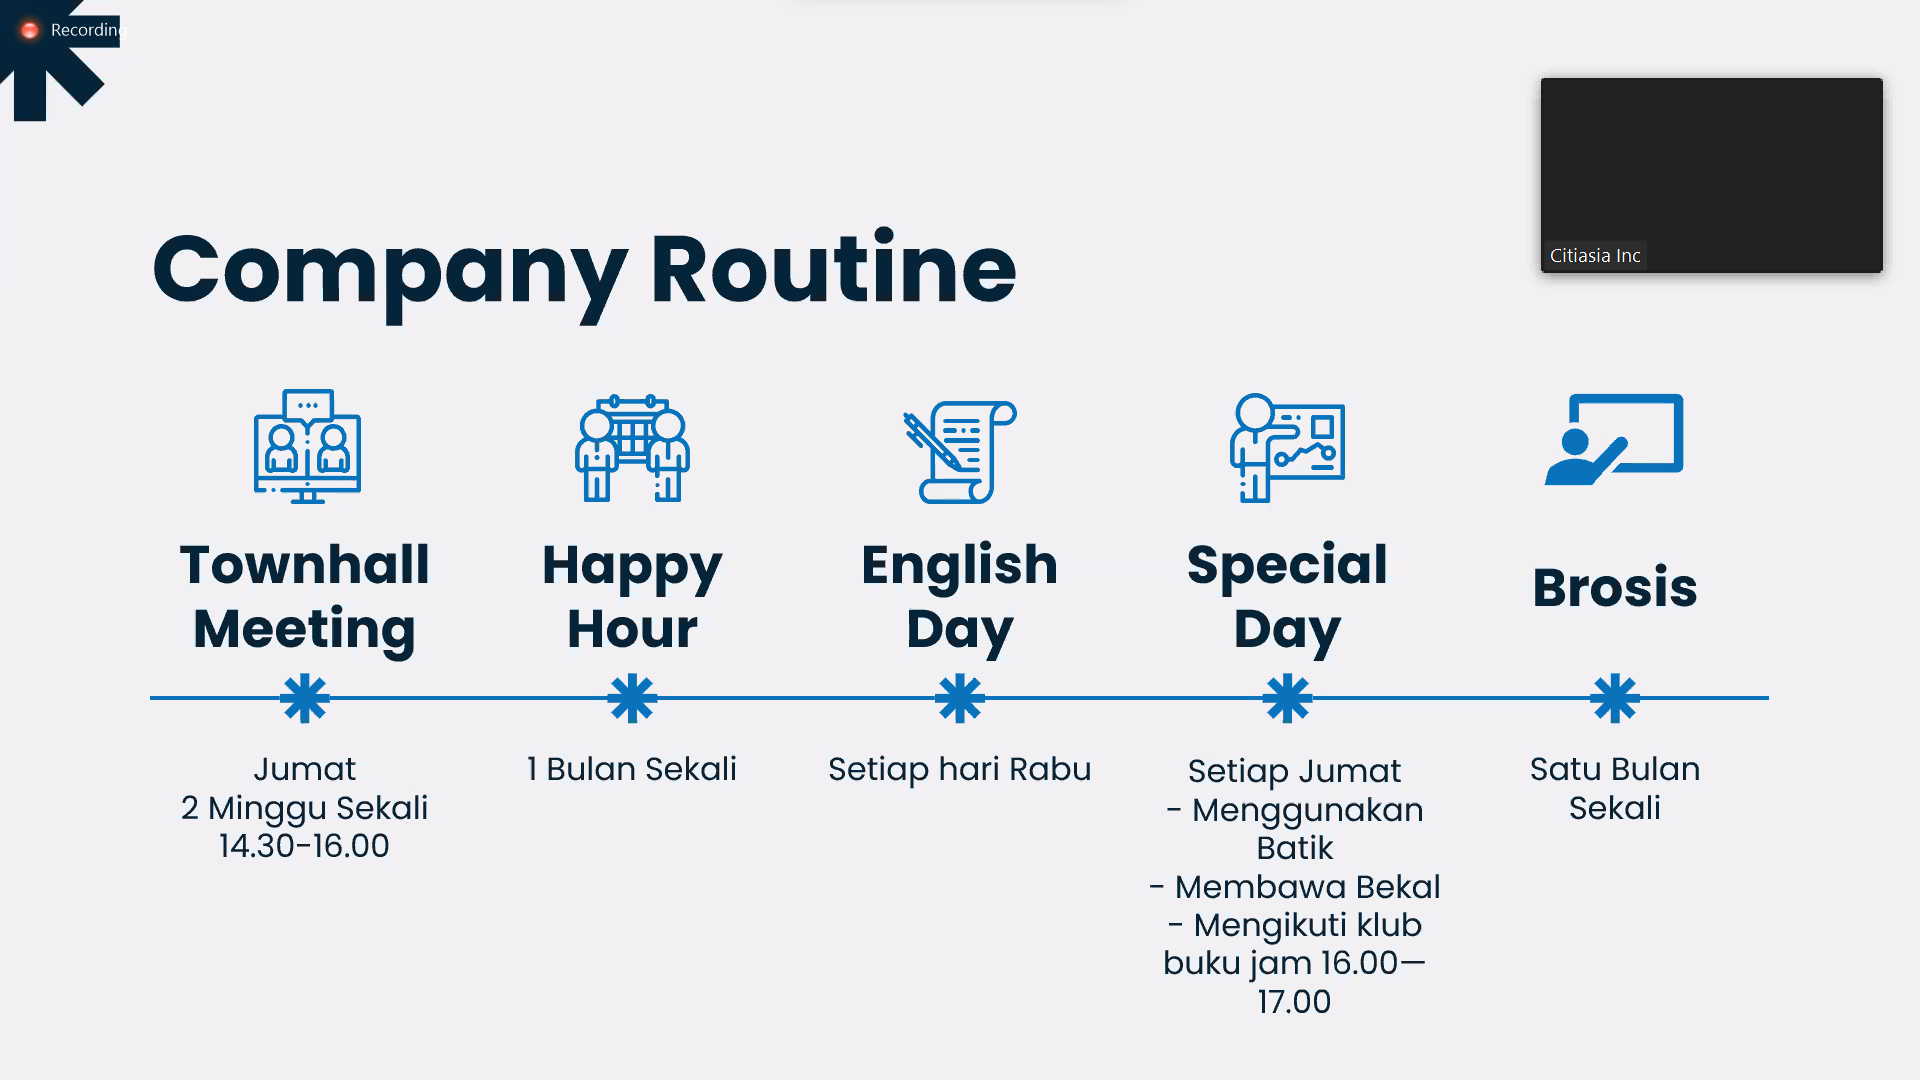 Recording
Citiasia Inc
Company Routine
Townhall
Meeting
Jumat
2 Minggu Sekali
14.30-16.00
Happy
Hour
1 Bulan Sekali
English
Day
Setiap hari Rabu
Special
Day
Setiap Jumat
- Menggunakan
Batik
- Membawa Bekal
- Mengikuti klub
buku jam 16.00—
17.00
Brosis
Satu Bulan
Sekali